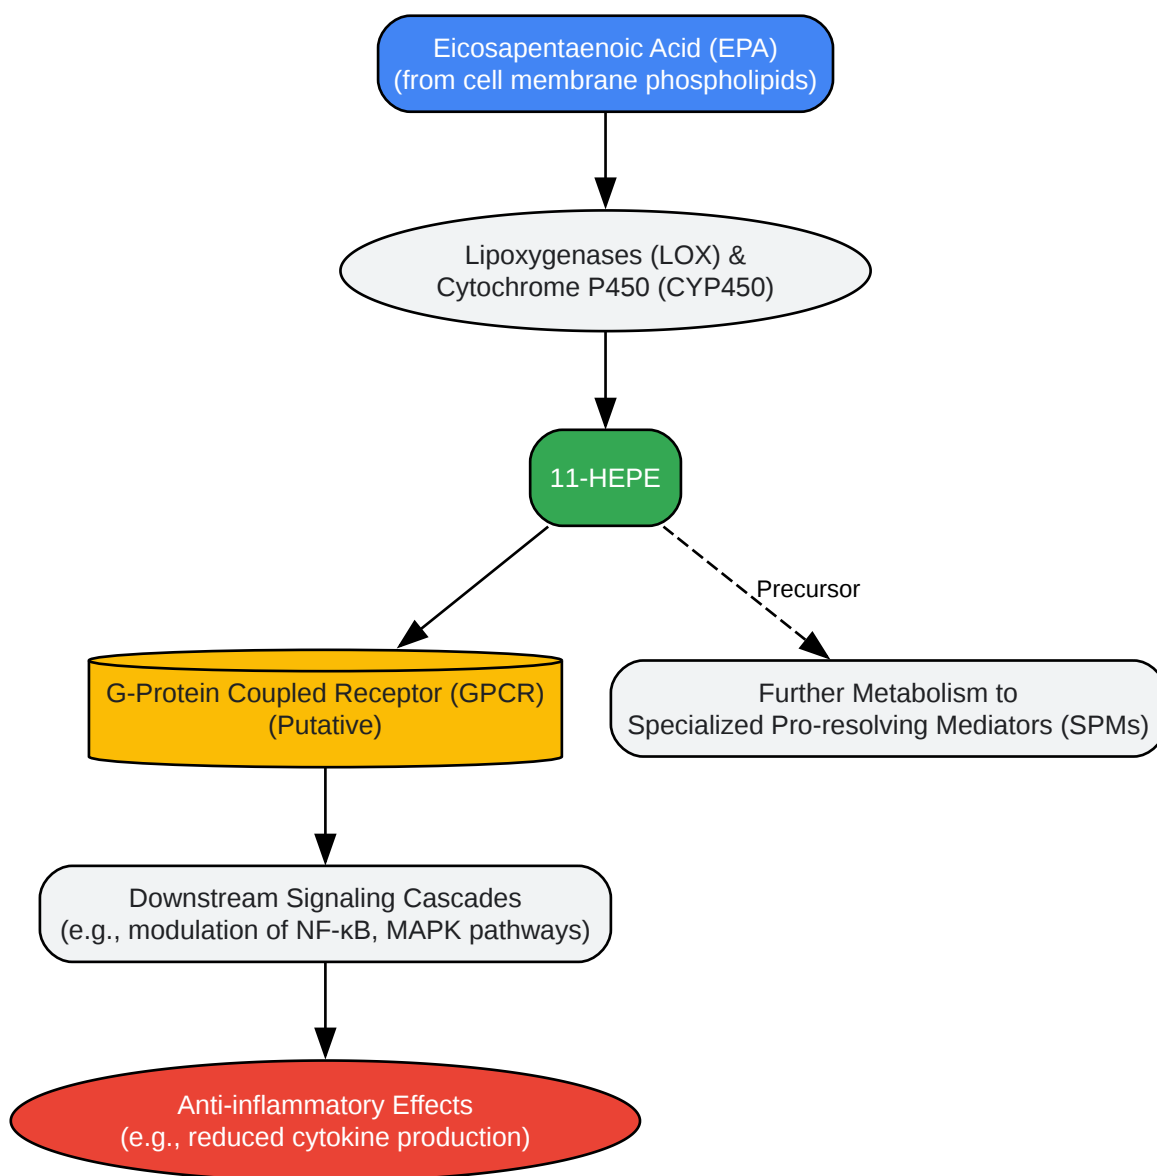 Eicosapentaenoic Acid (EPA)
(from cell membrane phospholipids)
Lipoxygenases (LOX) &
Cytochrome P450 (CYP450)
11-HEPE
Precursor
G-Protein Coupled Receptor (GPCR)
(Putative)
Further Metabolism to
Specialized Pro-resolving Mediators (SPMs)
Downstream Signaling Cascades
(e.g., modulation of NF-κB, MAPK pathways)
Anti-inflammatory Effects
(e.g., reduced cytokine production)